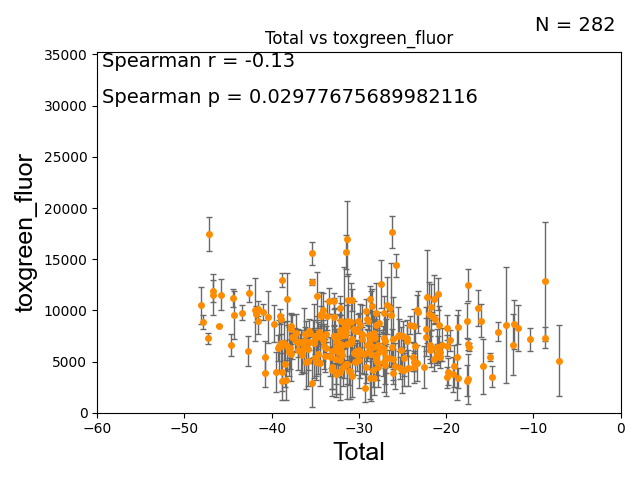 N = 282
Total vs toxgreen_fluor
Spearman r = -0.13
Spearman p = 0.02977675689982116
toxgreen_fluor
35000
30000
25000
20000
15000
10000
5000
0
−60 −50 −40 −30 −20 −10 0
Total